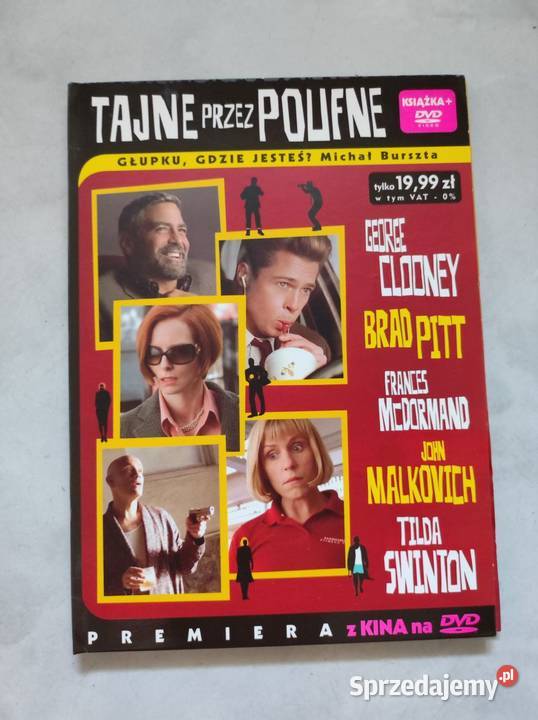 TAJNE PRZEZ POUFNE
KSIĄŻKA+
DVD
VIDEO
GŁUPKU, GDZIE JESTEŚ? Michał Burszta
tylko 19,99 zł
w tym VAT - 0%
GEORGE
CLOONEY
BRAD PITT
FRANCES
McDORMAND
JOHN
MALKOVICH
TILDA
SWINTON
PREMIERA z KINA na DVD
Sprzedajemy.pl